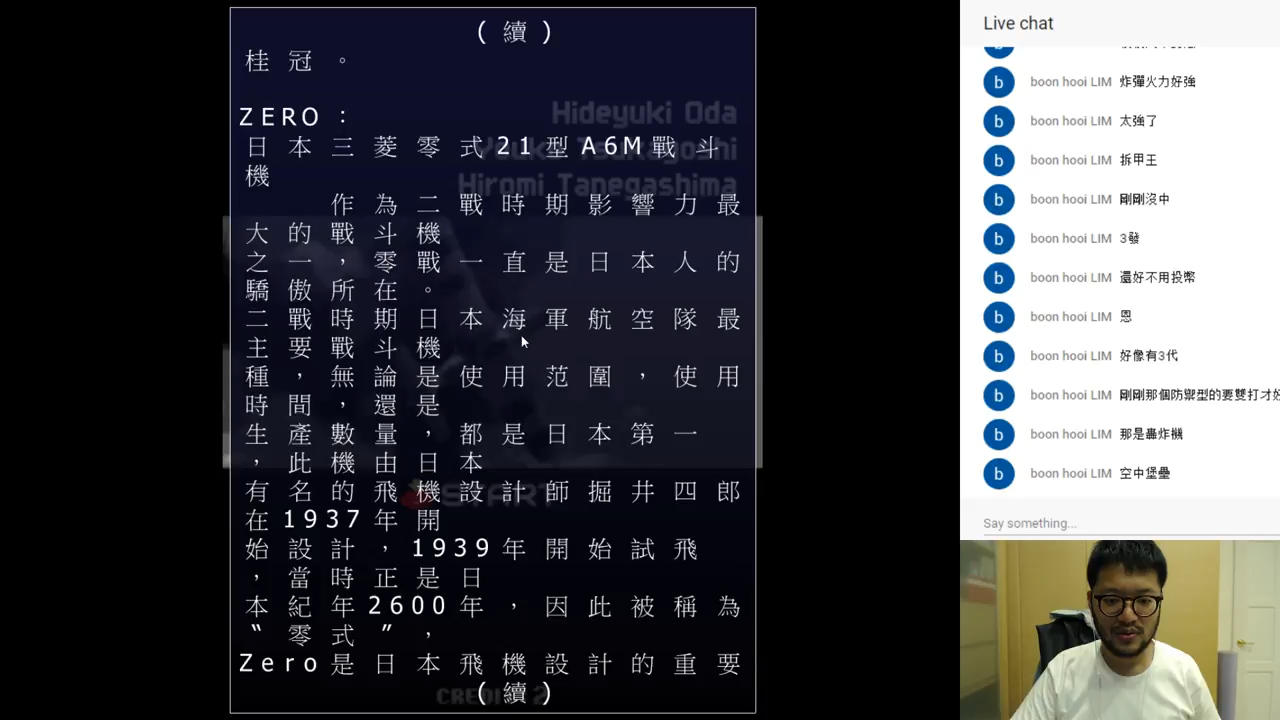 (續)
桂冠。
ZERO：
日本三菱零式21型A6M戰斗
機
作為二戰時期影響力最
大的戰斗機
之一，零戰一直是日本人的
驕傲所在。
二戰時期日本海軍航空隊最
主要戰斗機
種，無論是使用范圍，使用
時間，還是
生產數量，都是日本第一
，此機由日本
有名的飛機設計師掘井四郎
在1937年開
始設計，1939年開始試飛
，當時正是日
本紀年2600年，因此被稱為
“零式”，
Zero是日本飛機設計的重要
(續)
Hideyuki Oda
Hiromi Tanegashima
START
Live chat
boon hooi LIM 炸彈火力好強
boon hooi LIM 太強了
boon hooi LIM 拆甲王
boon hooi LIM 剛剛沒中
boon hooi LIM 3發
boon hooi LIM 還好不用投幣
boon hooi LIM 恩
boon hooi LIM 好像有3代
boon hooi LIM 剛剛那個防禦型的要雙打才好
boon hooi LIM 那是轟炸機
boon hooi LIM 空中堡壘
Say something...